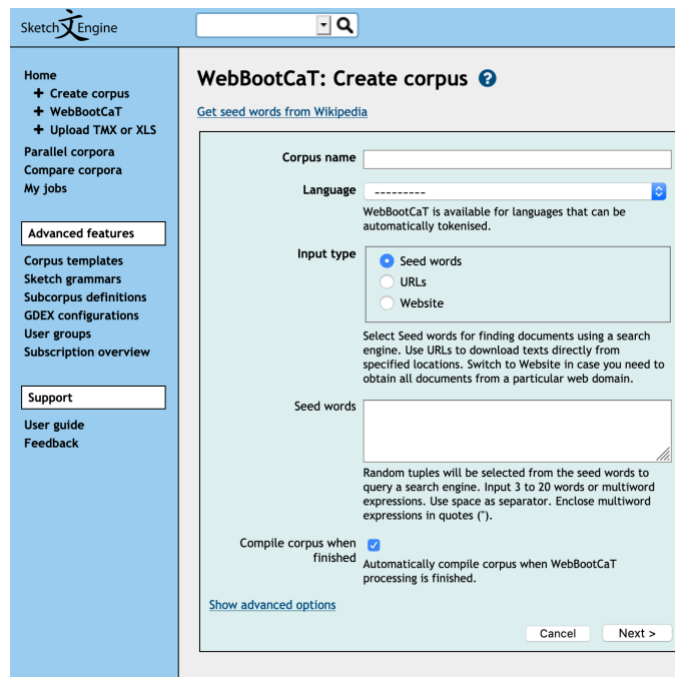 Sketch文Engine
Home
+ Create corpus
+ WebBootCaT
+ Upload TMX or XLS
Parallel corpora
Compare corpora
My jobs
Advanced features
Corpus templates
Sketch grammars
Subcorpus definitions
GDEX configurations
User groups
Subscription overview
Support
User guide
Feedback
WebBootCaT: Create corpus ?
Get seed words from Wikipedia
Corpus name
Language ---------
WebBootCaT is available for languages that can be
automatically tokenised.
Input type
Seed words
URLs
Website
Select Seed words for finding documents using a search
engine. Use URLs to download texts directly from
specified locations. Switch to Website in case you need to
obtain all documents from a particular web domain.
Seed words
Random tuples will be selected from the seed words to
query a search engine. Input 3 to 20 words or multiword
expressions. Use space as separator. Enclose multiword
expressions in quotes (").
Compile corpus when
finished
Automatically compile corpus when WebBootCaT
processing is finished.
Show advanced options
Cancel Next >